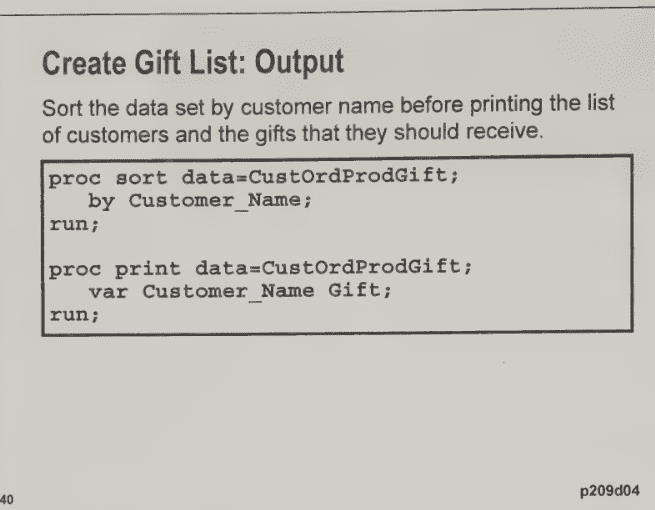 Create Gift List: Output
Sort the data set by customer name before printing the list
of customers and the gifts that they should receive.
proc sort data=CustOrdProdGift;
   by Customer_Name;
run;
proc print data=CustOrdProdGift;
   var Customer_Name Gift;
run;
40
p209d04